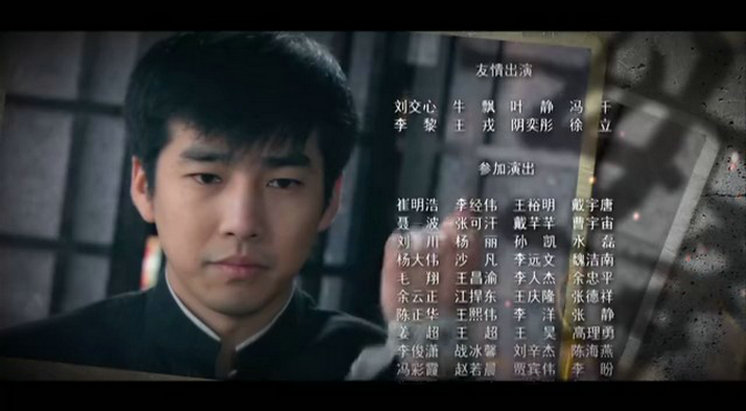 友情出演
刘交心 牛飘 叶静 冯千
李黎 王戎 阴奕彤 徐立
参加演出
崔明浩 李经伟 王裕明 戴宇唐
聂波 张可汗 戴芊芊 曹宇宙
刘川 杨丽 孙凯 水磊
杨大伟 沙凡 李远文 魏洁南
毛翔 王昌渝 李人杰 余忠平
余云正 江捍东 王庆隆 张德祥
陈正华 王熙伟 李洋 张静
姜超 王超 王昊 高理勇
李俊潇 战冰馨 刘辛杰 陈海燕
冯彩霞 赵若晨 贾宾伟 李盼